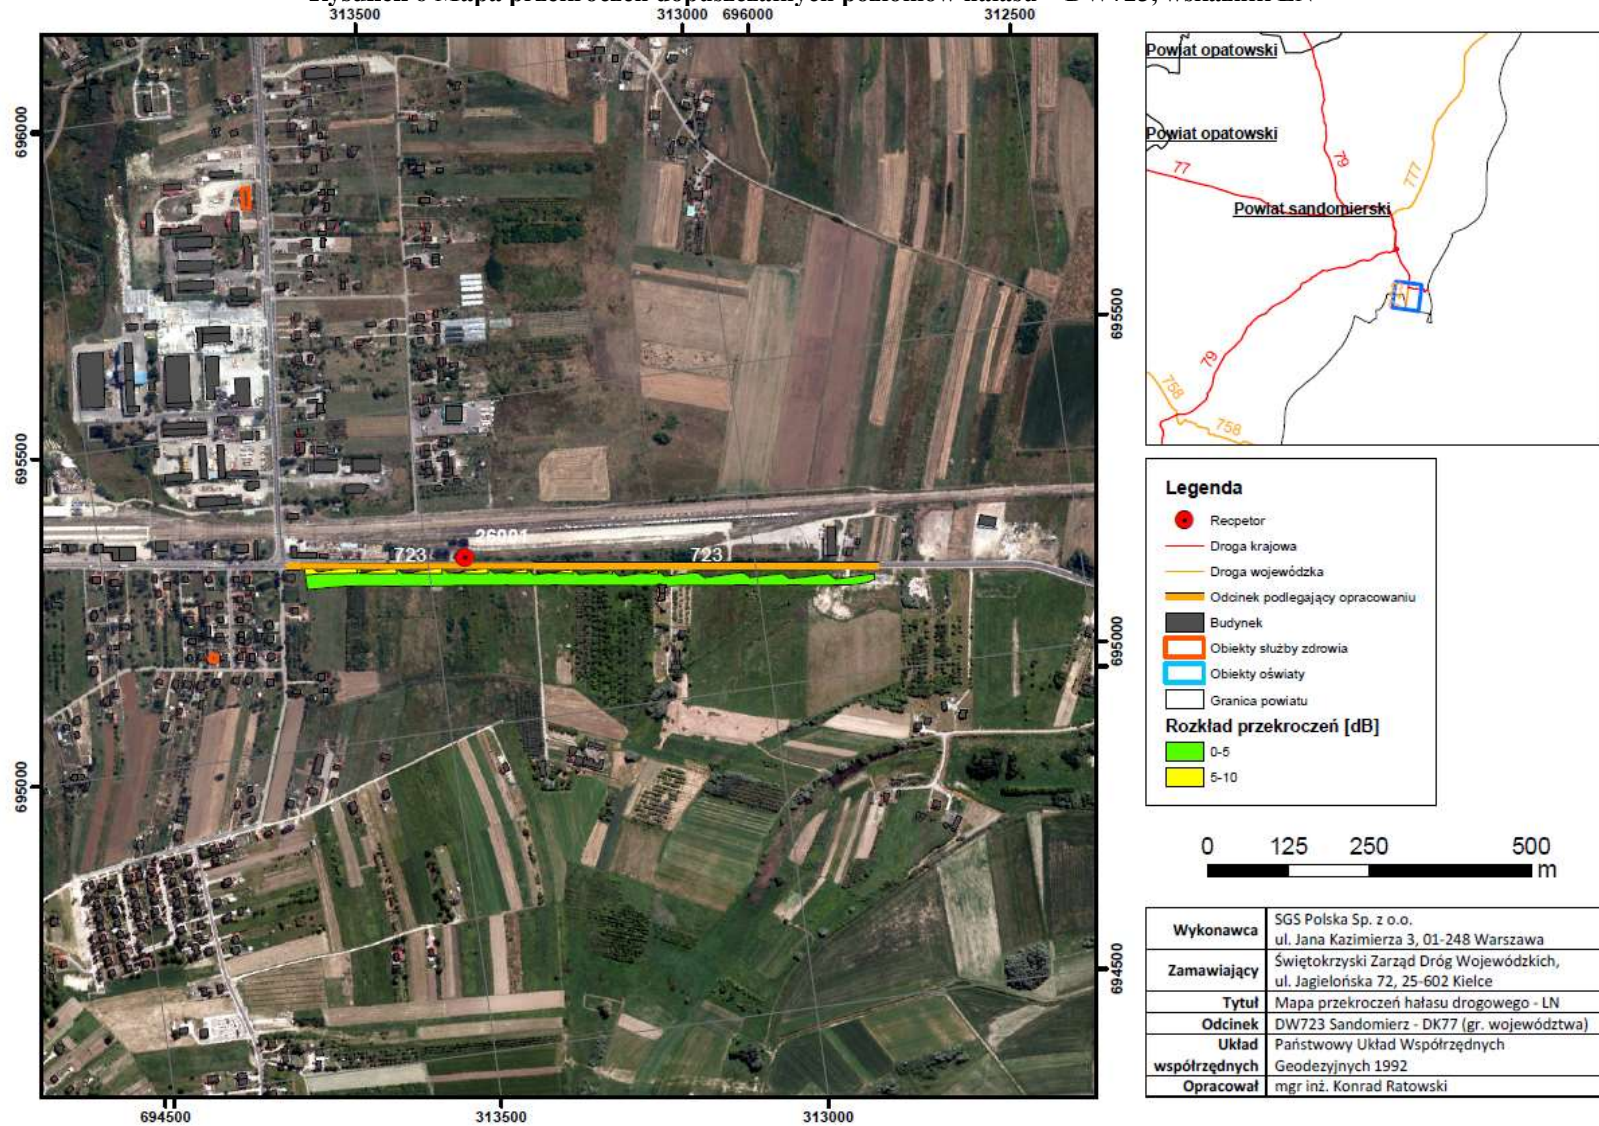 313500
313000 696000
312500
696000
695500
695000
695500
695000
694500
694500
313500
313000
26001
723
723
Powiat opatowski
Powiat opatowski
77
79
777
Powiat sandomierski
79
758
758
Legenda
Recpetor
Droga krajowa
Droga wojewódzka
Odcinek podlegający opracowaniu
Budynek
Obiekty służby zdrowia
Obiekty oświaty
Granica powiatu
Rozkład przekroczeń [dB]
0-5
5-10
0 125 250 500
m
Wykonawca SGS Polska Sp. z o.o.
ul. Jana Kazimierza 3, 01-248 Warszawa
Zamawiający Świętokrzyski Zarząd Dróg Wojewódzkich,
ul. Jagielońska 72, 25-602 Kielce
Tytuł Mapa przekroczeń hałasu drogowego - LN
Odcinek DW723 Sandomierz - DK77 (gr. województwa)
Układ Państwowy Układ Współrzędnych
współrzędnych Geodezyjnych 1992
Opracował mgr inż. Konrad Ratowski